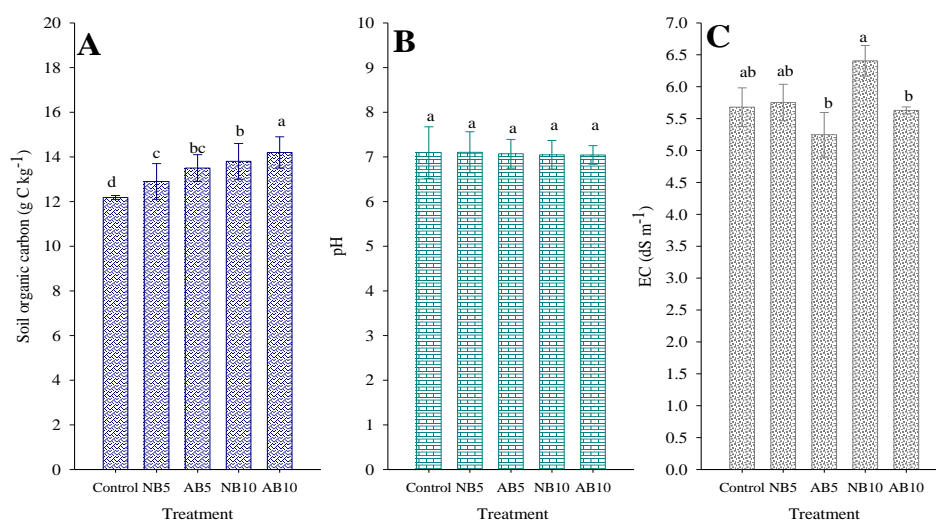 A
Soil organic carbon (g C kg-1)
20
18
16
14
12
10
8
6
4
2
0
d
c
bc
b
a
Control NB5 AB5 NB10 AB10
Treatment
B
pH
10
9
8
7
6
5
4
3
2
1
0
a
a
a
a
a
Control NB5 AB5 NB10 AB10
Treatment
C
EC (dS m-1)
7.0
6.5
6.0
5.5
5.0
4.5
4.0
3.5
3.0
2.5
2.0
1.5
1.0
0.5
0.0
ab
ab
b
a
b
Control NB5 AB5 NB10 AB10
Treatment